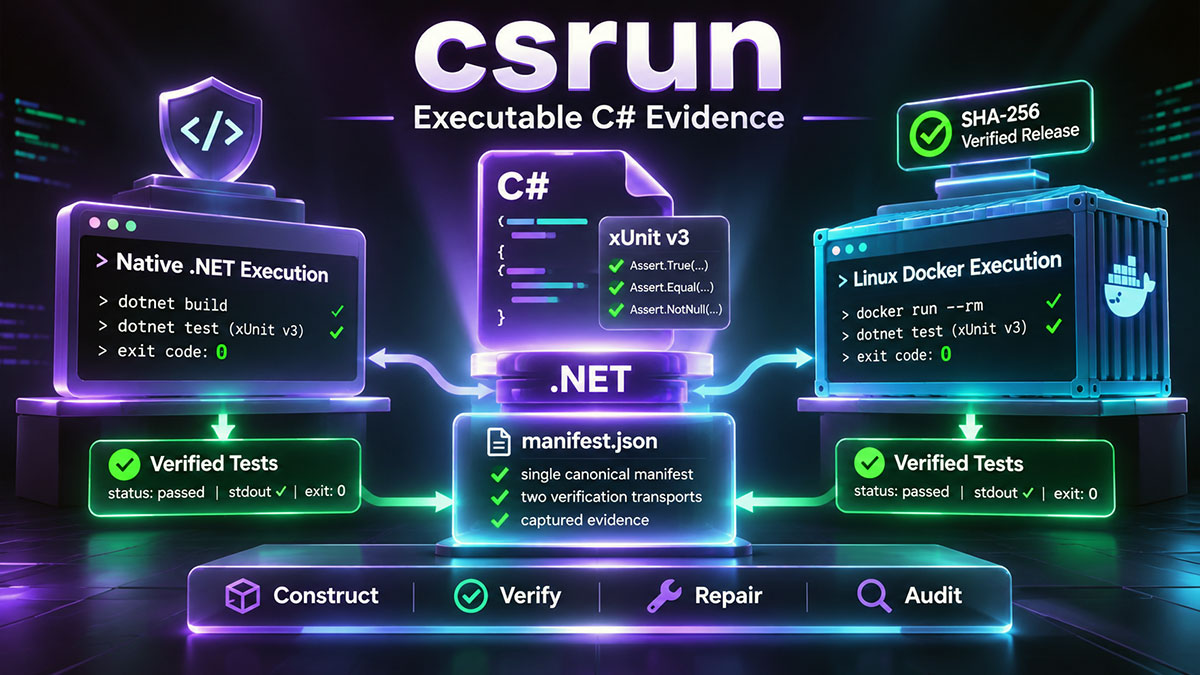 csrun
Executable C# Evidence
</>
SHA-256
Verified Release
C#
{
{
{
}
xUnit v3
✓ Assert.True(...)
✓ Assert.Equal(...)
✓ Assert.NotNull(...)
> Native .NET Execution
> dotnet build ✓
> dotnet test (xUnit v3) ✓
> exit code: 0
> Linux Docker Execution
> docker run --rm ✓
> dotnet test (xUnit v3) ✓
> exit code: 0
.NET
manifest.json
✓ single canonical manifest
✓ two verification transports
✓ captured evidence
Verified Tests
status: passed | stdout ✓ | exit: 0
Verified Tests
status: passed | stdout ✓ | exit: 0
Construct | Verify | Repair | Audit